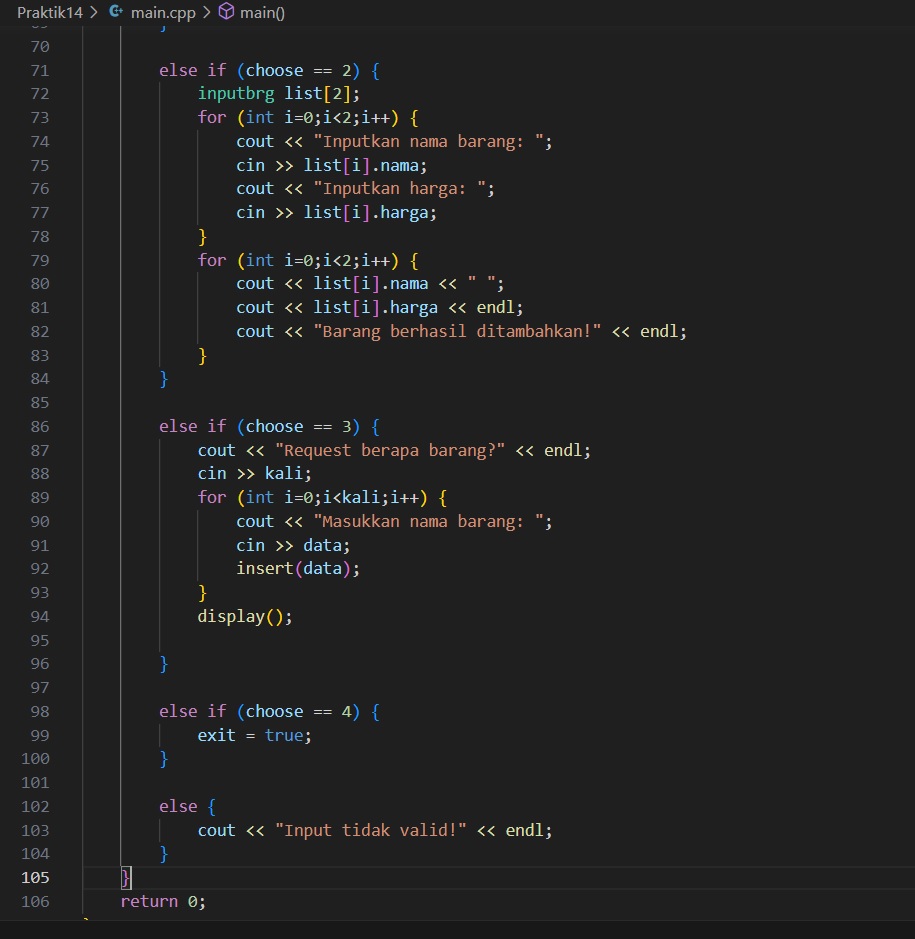 Praktik14 > main.cpp > main()
69 }
70
71 else if (choose == 2) {
72 inputbrg list[2];
73 for (int i=0;i<2;i++) {
74 cout << "Inputkan nama barang: ";
75 cin >> list[i].nama;
76 cout << "Inputkan harga: ";
77 cin >> list[i].harga;
78 }
79 for (int i=0;i<2;i++) {
80 cout << list[i].nama << " ";
81 cout << list[i].harga << endl;
82 cout << "Barang berhasil ditambahkan!" << endl;
83 }
84 }
85
86 else if (choose == 3) {
87 cout << "Request berapa barang?" << endl;
88 cin >> kali;
89 for (int i=0;i<kali;i++) {
90 cout << "Masukkan nama barang: ";
91 cin >> data;
92 insert(data);
93 }
94 display();
95
96 }
97
98 else if (choose == 4) {
99 exit = true;
100 }
101
102 else {
103 cout << "Input tidak valid!" << endl;
104 }
105 }
106 return 0;